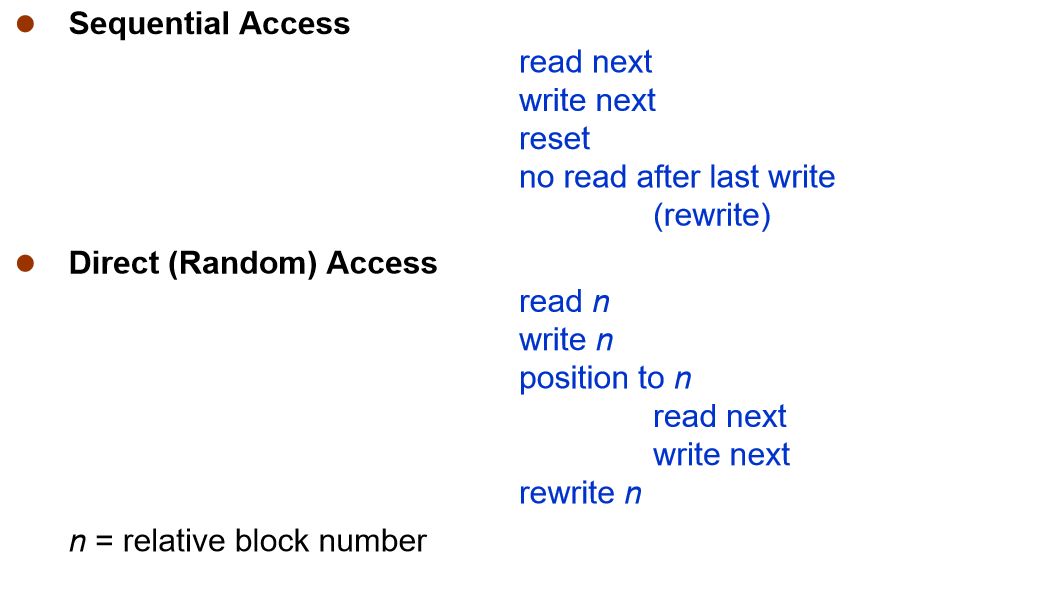 Sequential Access
read next
write next
reset
no read after last write
(rewrite)
Direct (Random) Access
read n
write n
position to n
read next
write next
rewrite n
n = relative block number